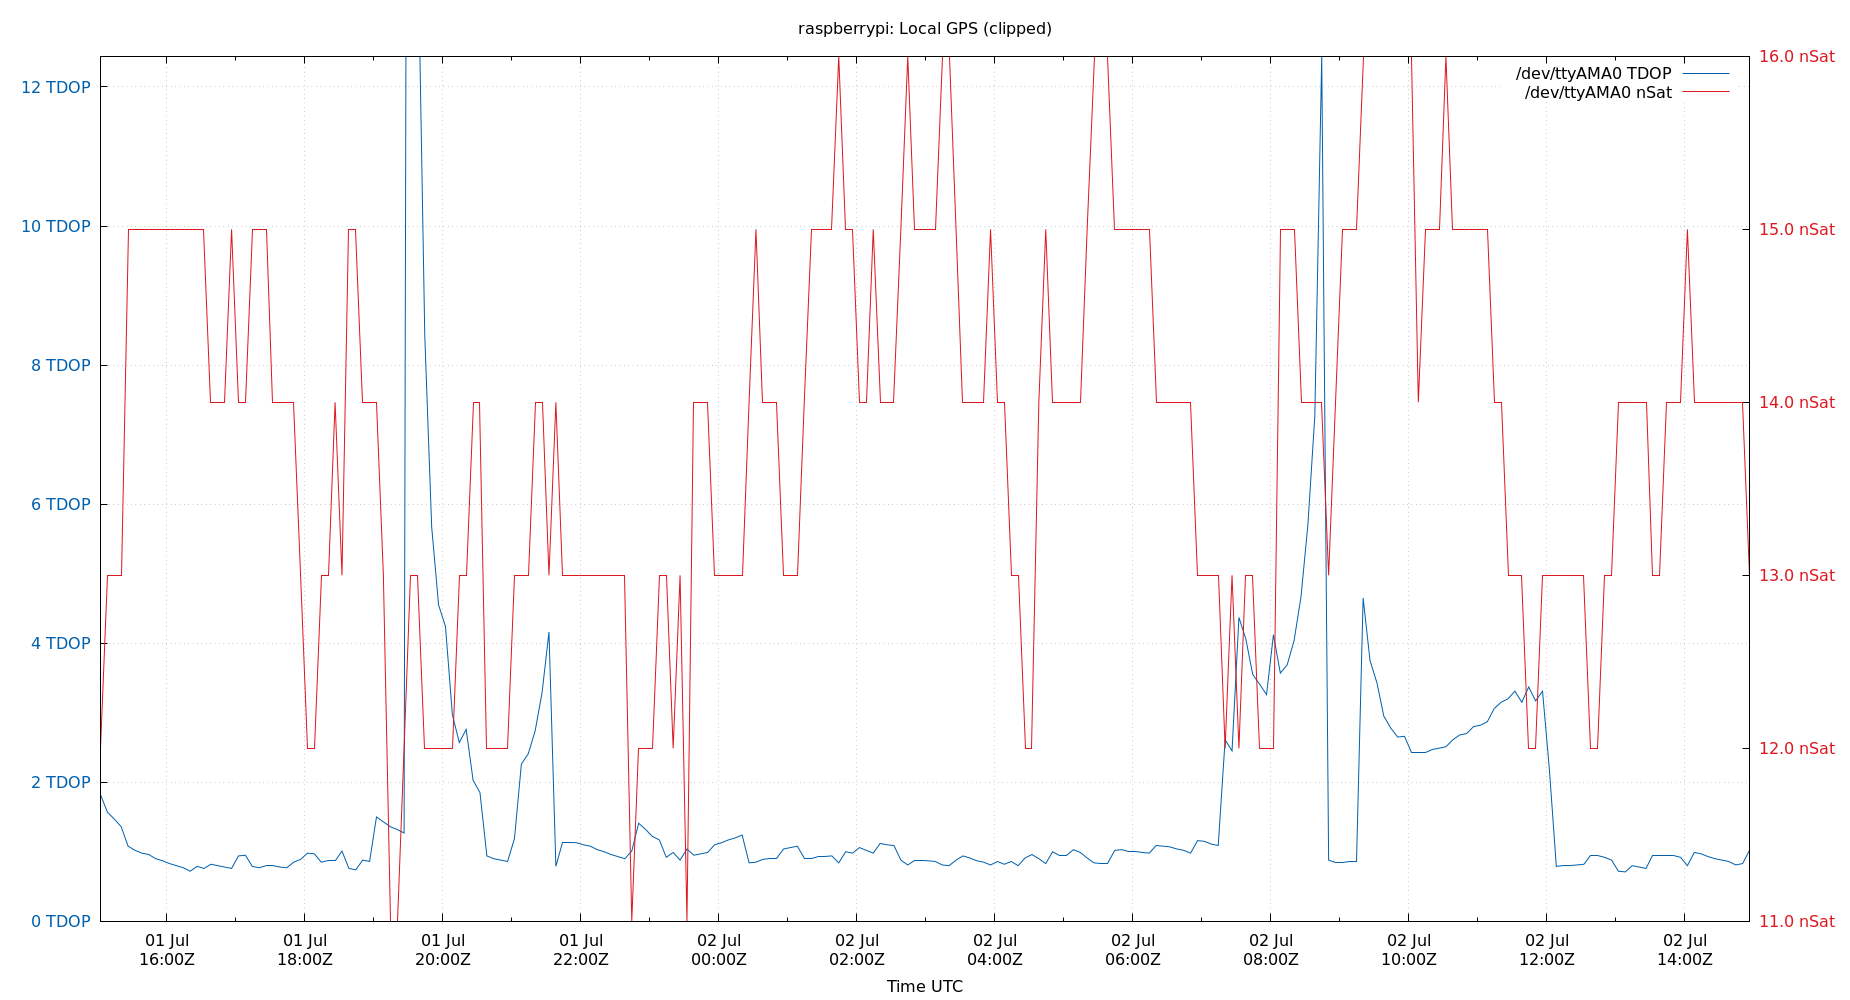 raspberrypi: Local GPS (clipped)
16.0 nSat
/dev/ttyAMA0 TDOP
12 TDOP
/dev/ttyAMA0 nSat
10 TDOP
15.0 nSat
8 TDOP
14.0 nSat
6 TDOP
13.0 nSat
4 TDOP
12.0 nSat
2 TDOP
0 TDOP
11.0 nSat
01 Jul 01 Jul 01 Jul 01 Jul 02 Jul 02 Jul 02 Jul 02 Jul 02 Jul 02 Jul 02 Jul 02 Jul
16:00Z 18:00Z 20:00Z 22:00Z 00:00Z 02:00Z 04:00Z 06:00Z 08:00Z 10:00Z 12:00Z 14:00Z
Time UTC